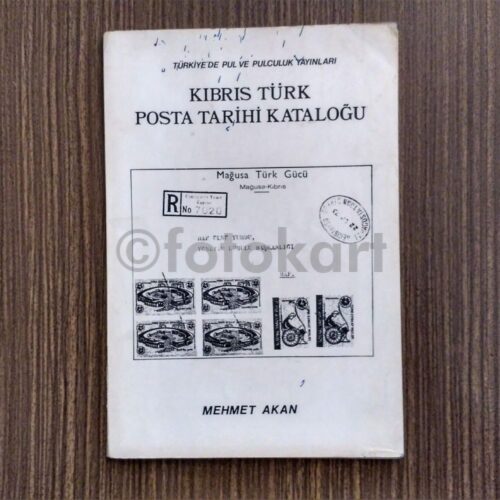 TÜRKİYE'DE PUL VE PULCULUK YAYINLARI
KIBRIS TÜRK
POSTA TARİHİ KATALOĞU
Mağusa Türk Gücü
Mağusa-Kıbrıs
R
No 7020
©fotokart
MEHMET AKAN